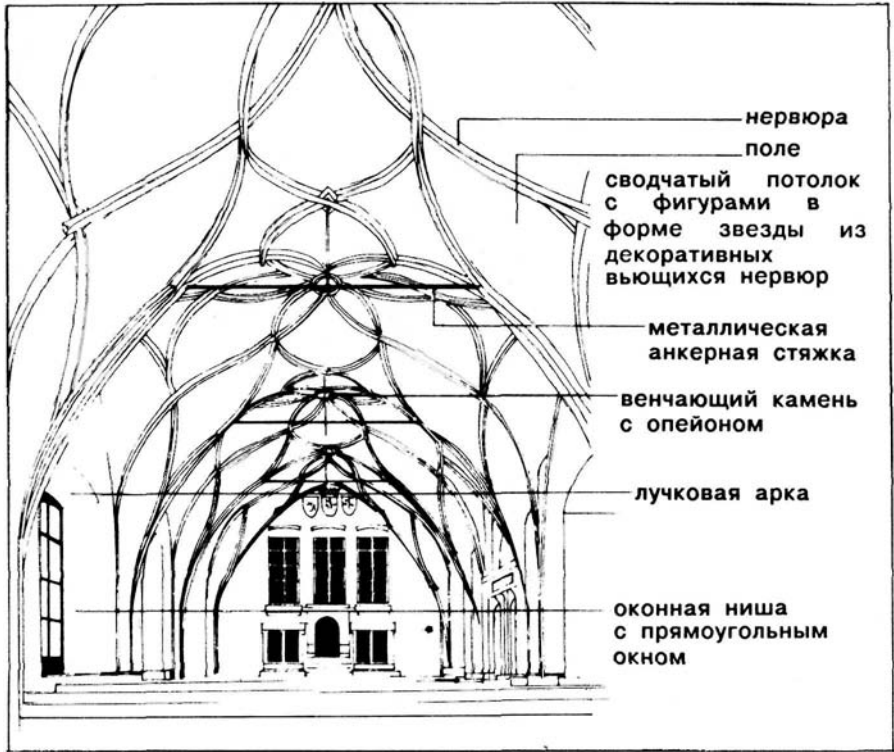 нервюра
поле
сводчатый потолок
с фигурами в
форме звезды из
декоративных
вьющихся нервюр
металлическая
анкерная стяжка
венчающий камень
с опейоном
лучковая арка
оконная ниша
с прямоугольным
окном